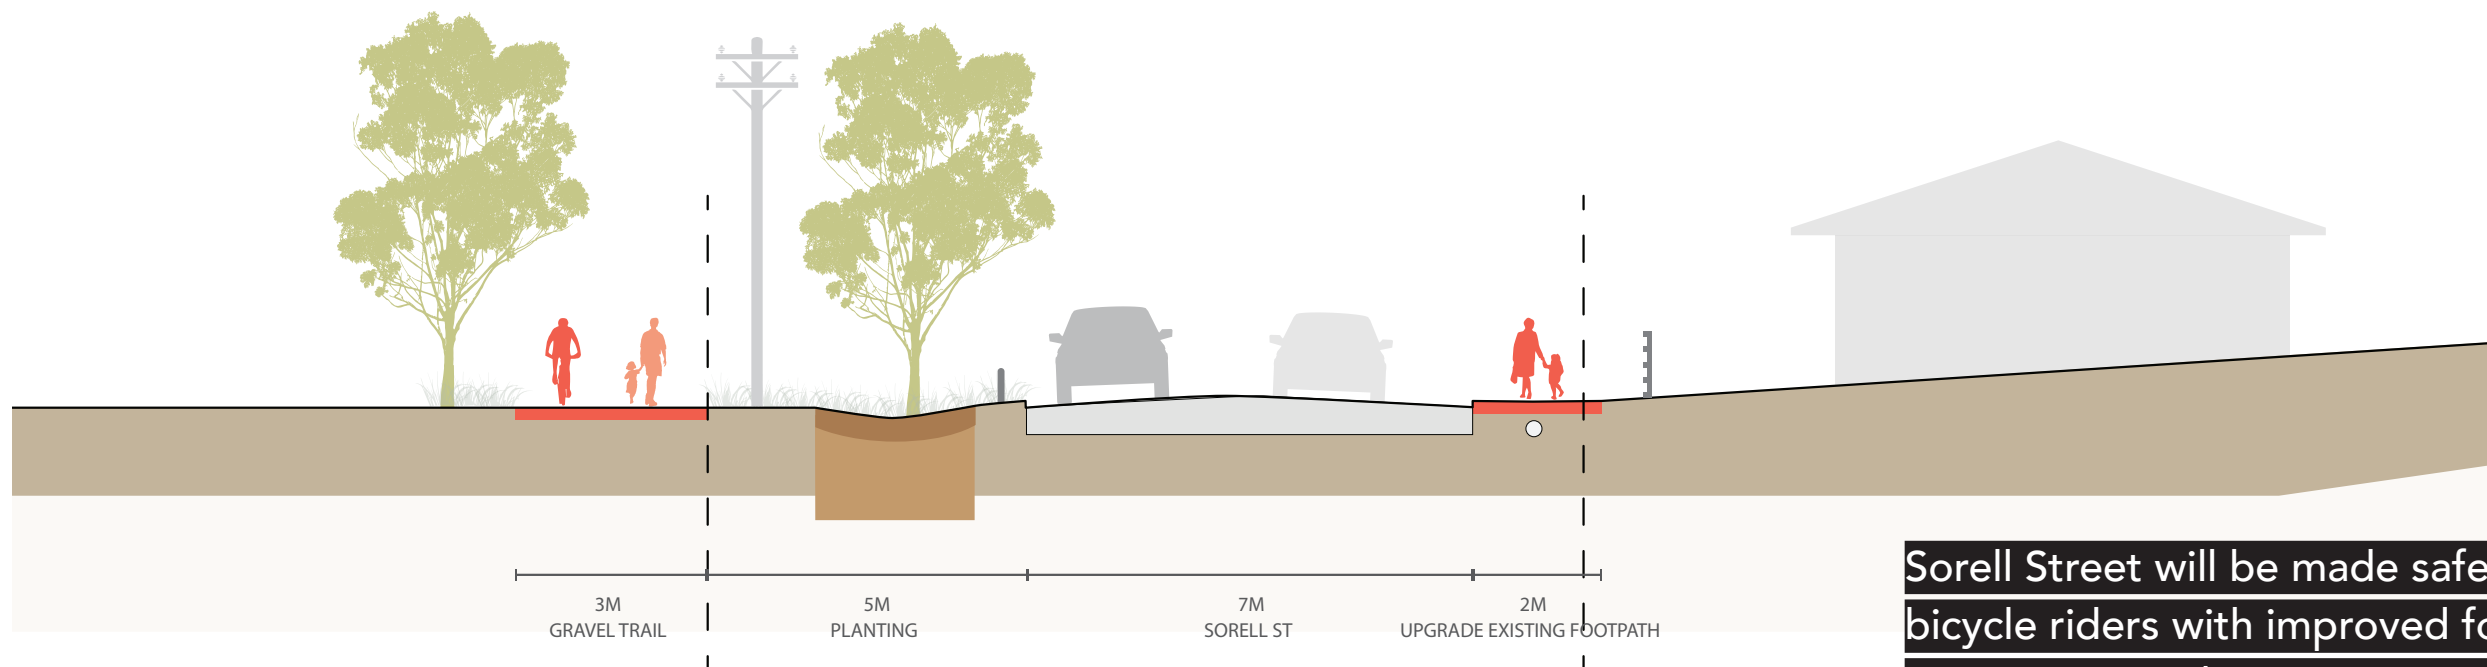 3M
GRAVEL TRAIL
5M
PLANTING
7M
SORELL ST
2M
UPGRADE EXISTING FOOTPATH
Sorell Street will be made safe
bicycle riders with improved fo